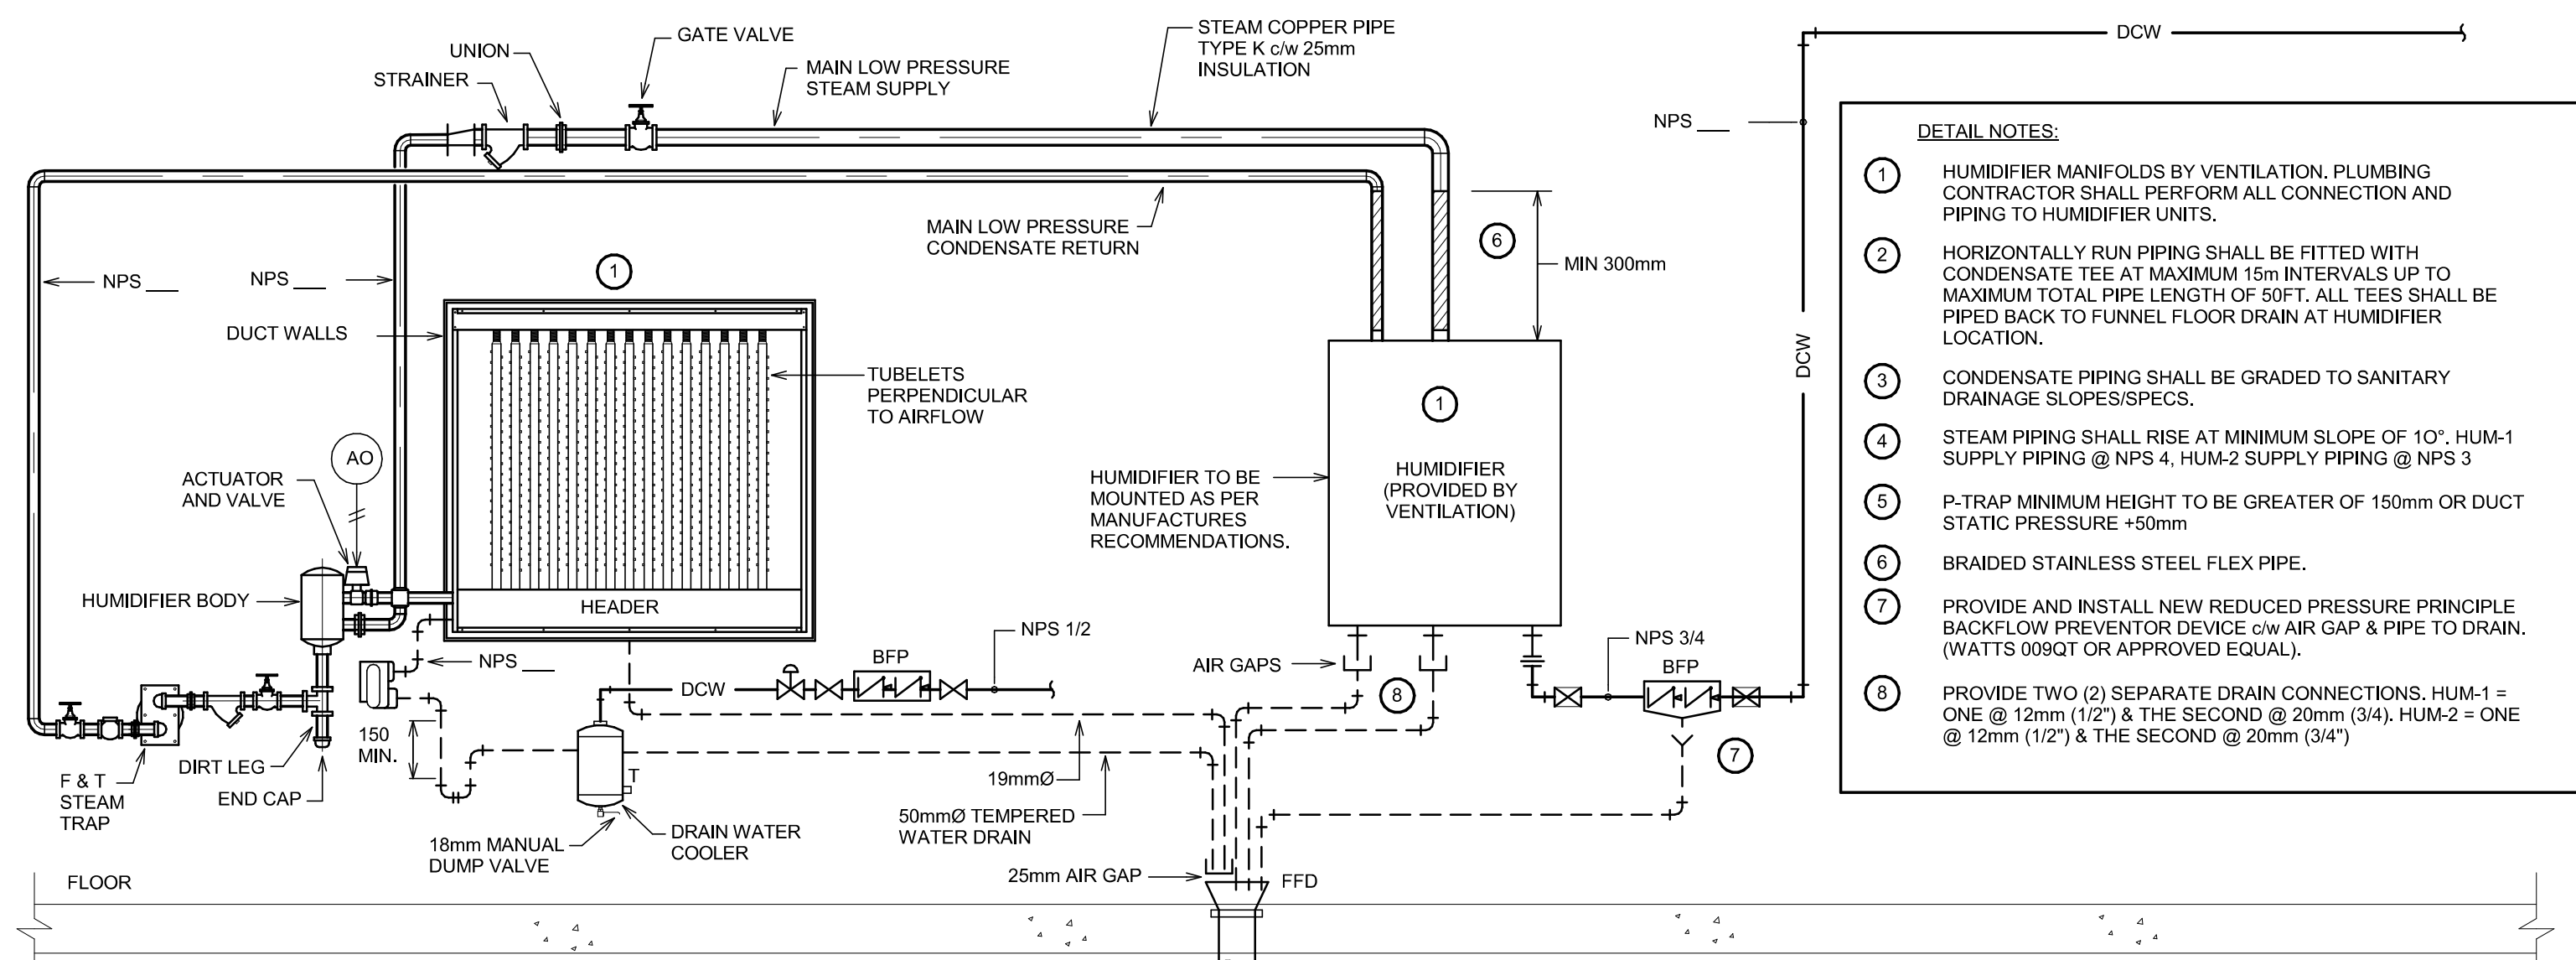 GATE VALVE
UNION
STRAINER
MAIN LOW PRESSURE
STEAM SUPPLY
STEAM COPPER PIPE
TYPE K c/w 25mm
INSULATION
DCW
NPS ___
MAIN LOW PRESSURE
CONDENSATE RETURN
6
MIN 300mm
NPS ___
NPS ___
1
DUCT WALLS
TUBELETS
PERPENDICULAR
TO AIRFLOW
DCW
AO
ACTUATOR
AND VALVE
1
HUMIDIFIER
(PROVIDED BY
VENTILATION)
HUMIDIFIER TO BE
MOUNTED AS PER
MANUFACTURES
RECOMMENDATIONS.
HUMIDIFIER BODY
HEADER
NPS ___
NPS 1/2
BFP
DCW
AIR GAPS
8
NPS 3/4
BFP
7
150
MIN.
F & T
STEAM
TRAP
DIRT LEG
END CAP
T
18mm MANUAL
DUMP VALVE
DRAIN WATER
COOLER
19mmØ
50mmØ TEMPERED
WATER DRAIN
25mm AIR GAP
FFD
FLOOR
DETAIL NOTES:
1 HUMIDIFIER MANIFOLDS BY VENTILATION. PLUMBING
CONTRACTOR SHALL PERFORM ALL CONNECTION AND
PIPING TO HUMIDIFIER UNITS.
2 HORIZONTALLY RUN PIPING SHALL BE FITTED WITH
CONDENSATE TEE AT MAXIMUM 15m INTERVALS UP TO
MAXIMUM TOTAL PIPE LENGTH OF 50FT. ALL TEES SHALL BE
PIPED BACK TO FUNNEL FLOOR DRAIN AT HUMIDIFIER
LOCATION.
3 CONDENSATE PIPING SHALL BE GRADED TO SANITARY
DRAINAGE SLOPES/SPECS.
4 STEAM PIPING SHALL RISE AT MINIMUM SLOPE OF 1O°. HUM-1
SUPPLY PIPING @ NPS 4, HUM-2 SUPPLY PIPING @ NPS 3
5 P-TRAP MINIMUM HEIGHT TO BE GREATER OF 150mm OR DUCT
STATIC PRESSURE +50mm
6 BRAIDED STAINLESS STEEL FLEX PIPE.
7 PROVIDE AND INSTALL NEW REDUCED PRESSURE PRINCIPLE
BACKFLOW PREVENTOR DEVICE c/w AIR GAP & PIPE TO DRAIN.
(WATTS 009QT OR APPROVED EQUAL).
8 PROVIDE TWO (2) SEPARATE DRAIN CONNECTIONS. HUM-1 =
ONE @ 12mm (1/2") & THE SECOND @ 20mm (3/4). HUM-2 = ONE
@ 12mm (1/2") & THE SECOND @ 20mm (3/4")